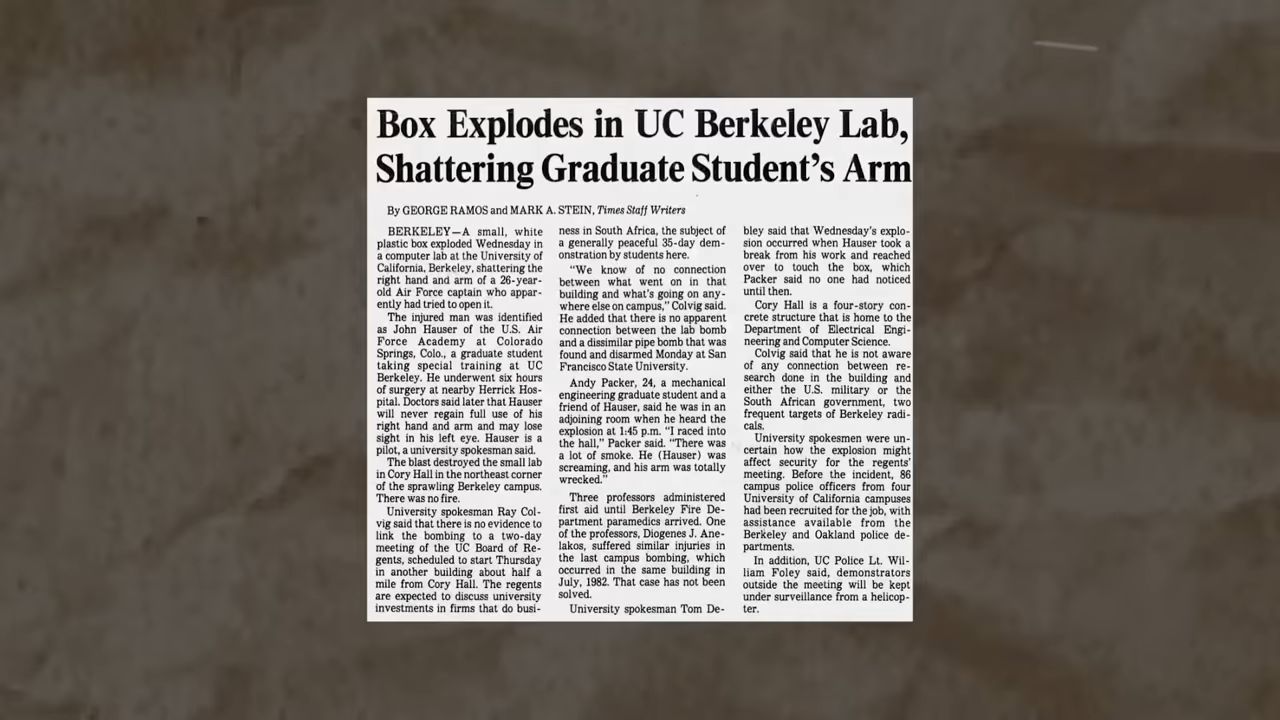 Box Explodes in UC Berkeley Lab,
Shattering Graduate Student's Arm
By GEORGE RAMOS and MARK A. STEIN, Times Staff Writers
BERKELEY—A small, white
plastic box exploded Wednesday in
a computer lab at the University of
California, Berkeley, shattering the
right hand and arm of a 26-year-
old Air Force captain who appar-
ently had tried to open it.
The injured man was identified
as John Hauser of the U.S. Air
Force Academy at Colorado
Springs, Colo., a graduate student
taking special training at UC
Berkeley. He underwent six hours
of surgery at nearby Herrick Hos-
pital. Doctors said later that Hauser
will never regain full use of his
right hand and arm and may lose
sight in his left eye. Hauser is a
pilot, a university spokesman said.
The blast destroyed the small lab
in Cory Hall in the northeast corner
of the sprawling Berkeley campus.
There was no fire.
University spokesman Ray Col-
vig said that there is no evidence to
link the bombing to a two-day
meeting of the UC Board of Re-
gents, scheduled to start Thursday
in another building about half a
mile from Cory Hall. The regents
are expected to discuss university
investments in firms that do busi-
ness in South Africa, the subject of
a generally peaceful 35-day dem-
onstration by students here.
"We know of no connection
between what went on in that
building and what's going on any-
where else on campus," Colvig said.
He added that there is no apparent
connection between the lab bomb
and a dissimilar pipe bomb that was
found and disarmed Monday at San
Francisco State University.
Andy Packer, 24, a mechanical
engineering graduate student and a
friend of Hauser, said he was in an
adjoining room when he heard the
explosion at 1:45 p.m. "I raced into
the hall," Packer said. "There was
a lot of smoke. He (Hauser) was
screaming, and his arm was totally
wrecked."
Three professors administered
first aid until Berkeley Fire De-
partment paramedics arrived. One
of the professors, Diogenes J. Ane-
lakos, suffered similar injuries in
the last campus bombing, which
occurred in the same building in
July, 1982. That case has not been
solved.
University spokesman Tom De-
bley said that Wednesday's explo-
sion occurred when Hauser took a
break from his work and reached
over to touch the box, which
Packer said no one had noticed
until then.
Cory Hall is a four-story con-
crete structure that is home to the
Department of Electrical Engi-
neering and Computer Science.
Colvig said that he is not aware
of any connection between re-
search done in the building and
either the U.S. military or the
South African government, two
frequent targets of Berkeley radi-
cals.
University spokesmen were un-
certain how the explosion might
affect security for the regents'
meeting. Before the incident, 86
campus police officers from four
University of California campuses
had been recruited for the job, with
assistance available from the
Berkeley and Oakland police de-
partments.
In addition, UC Police Lt. Wil-
liam Foley said, demonstrators
outside the meeting will be kept
under surveillance from a helicop-
ter.